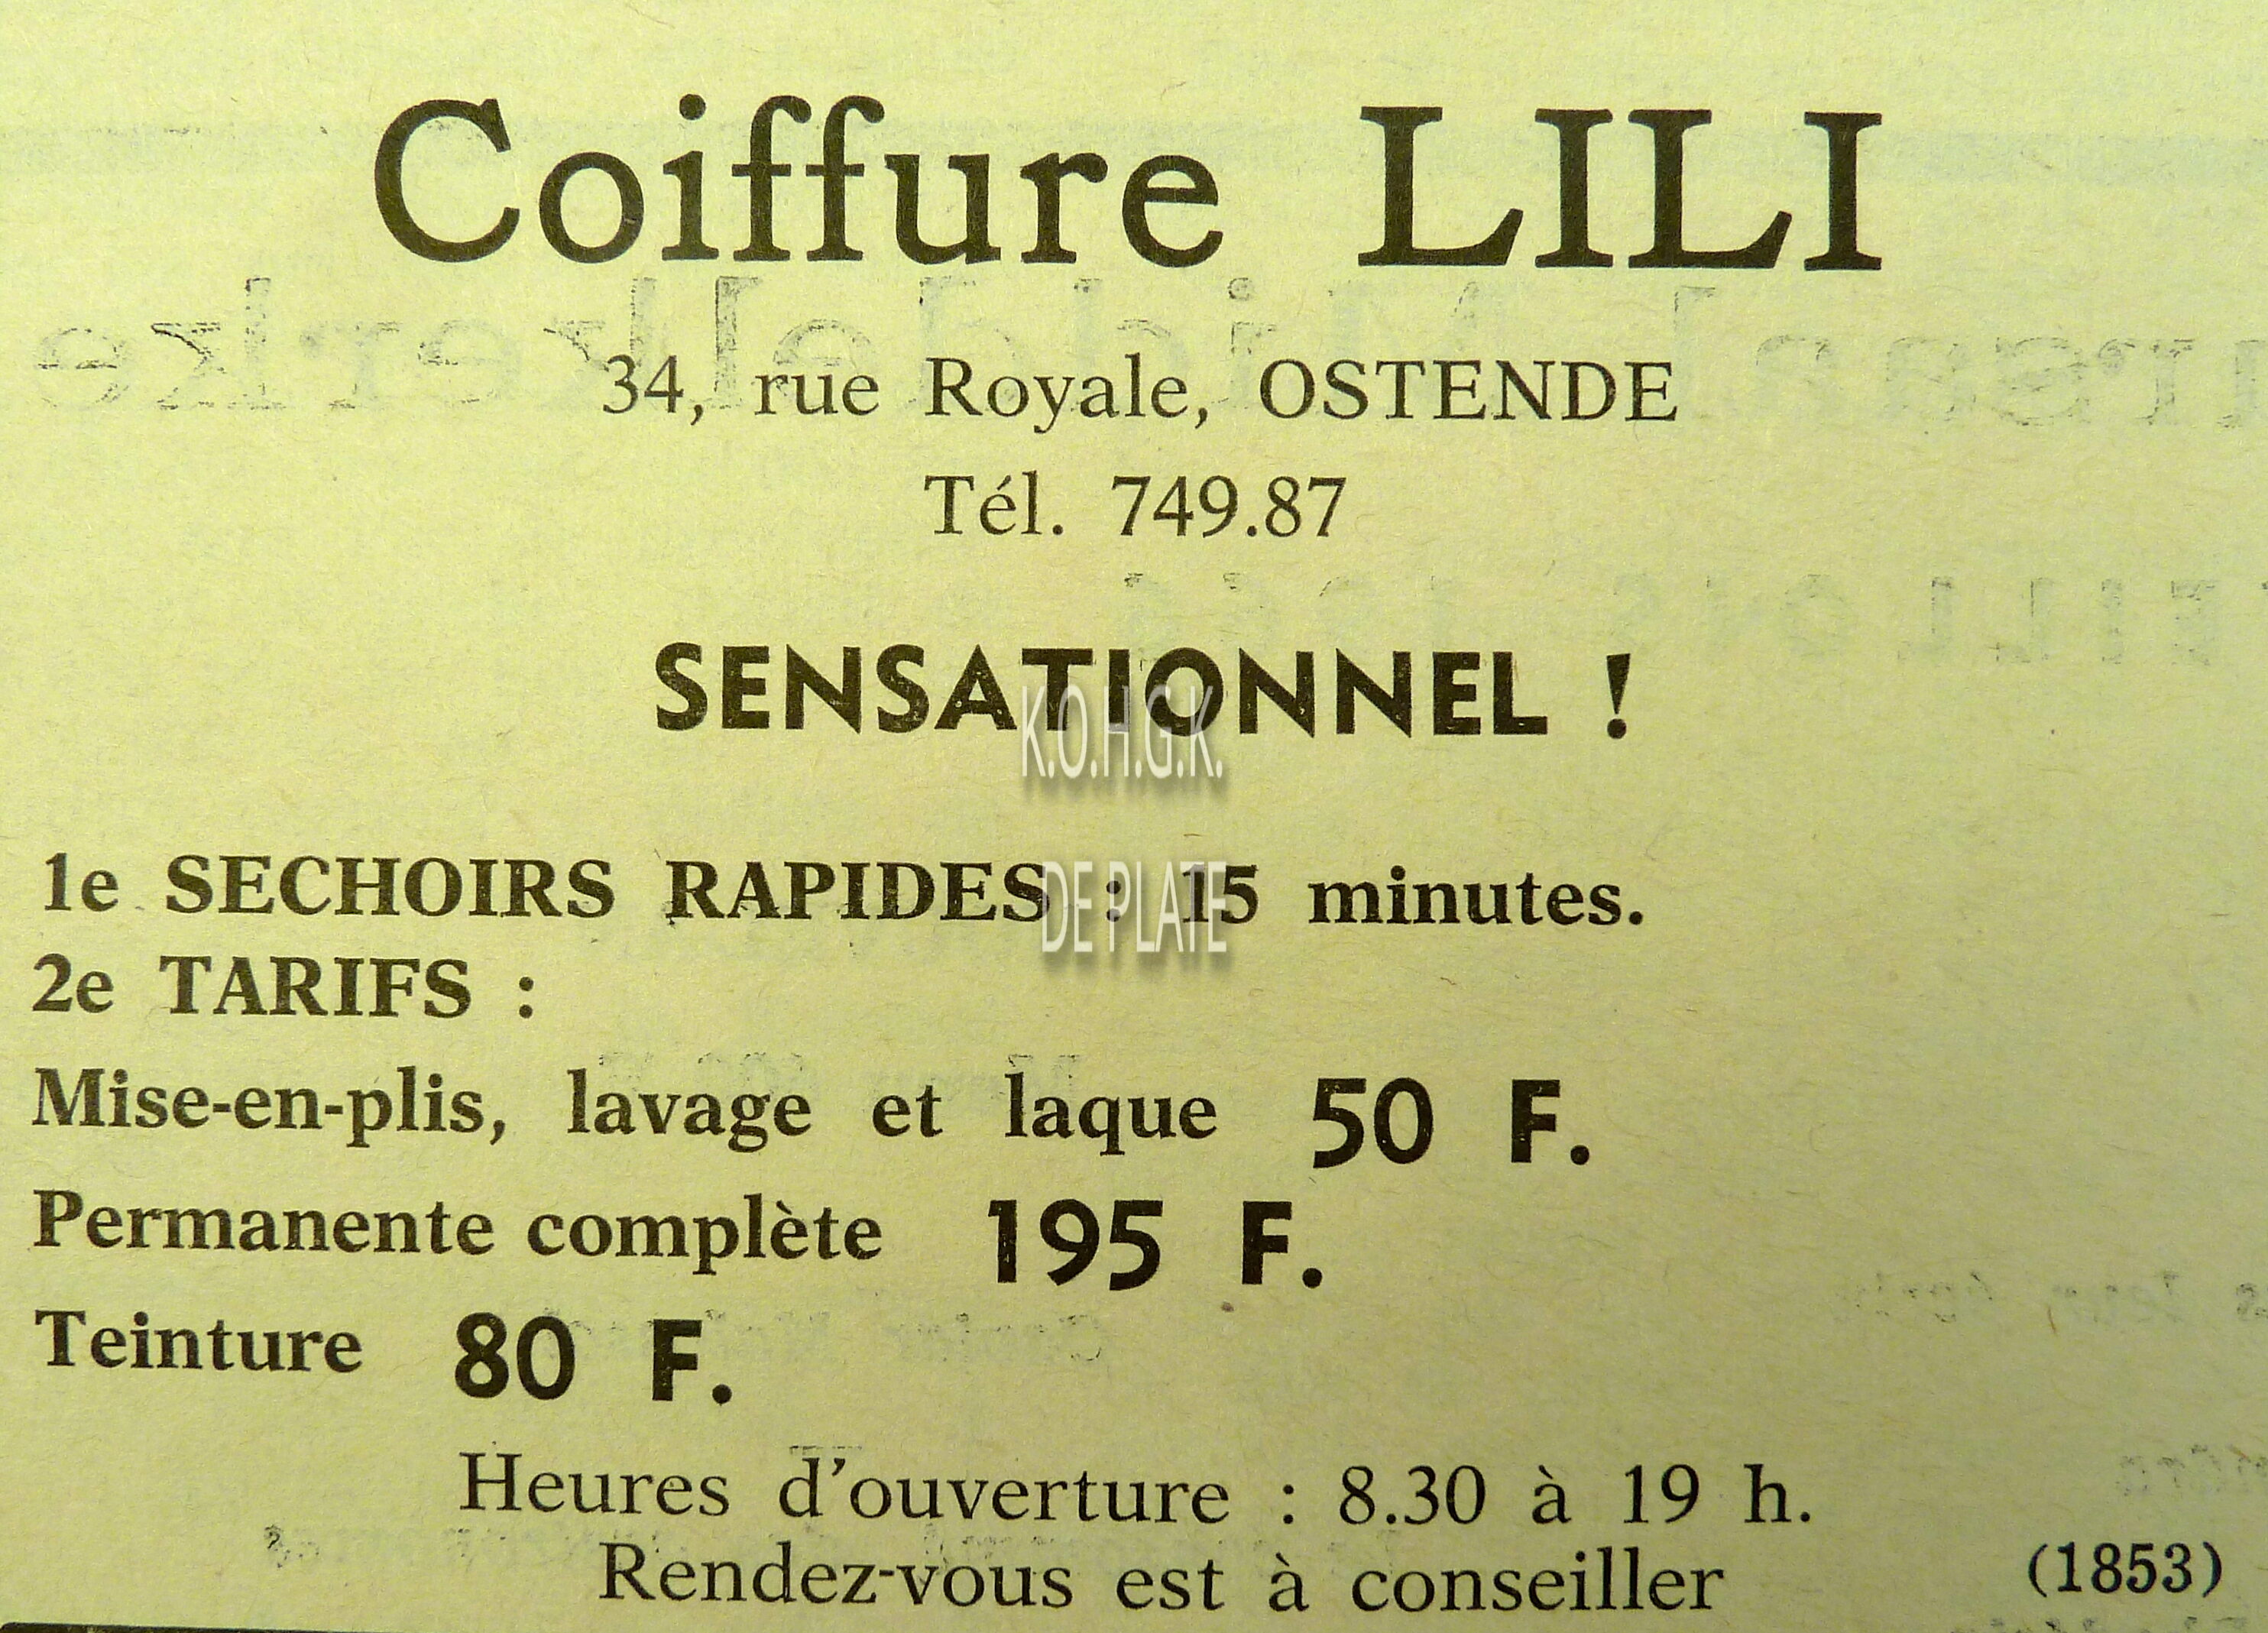 Coiffure LILI
34, rue Royale, OSTENDE
Tél. 749.87
SENSATIONNEL !
K.O.H.G.K.
1e SECHOIRS RAPIDES : 15 minutes.
DE PLATE
2e TARIFS :
Mise-en-plis, lavage et laque 50 F.
Permanente complète 195 F.
Teinture 80 F.
Heures d'ouverture : 8.30 à 19 h.
Rendez-vous est à conseiller (1853)